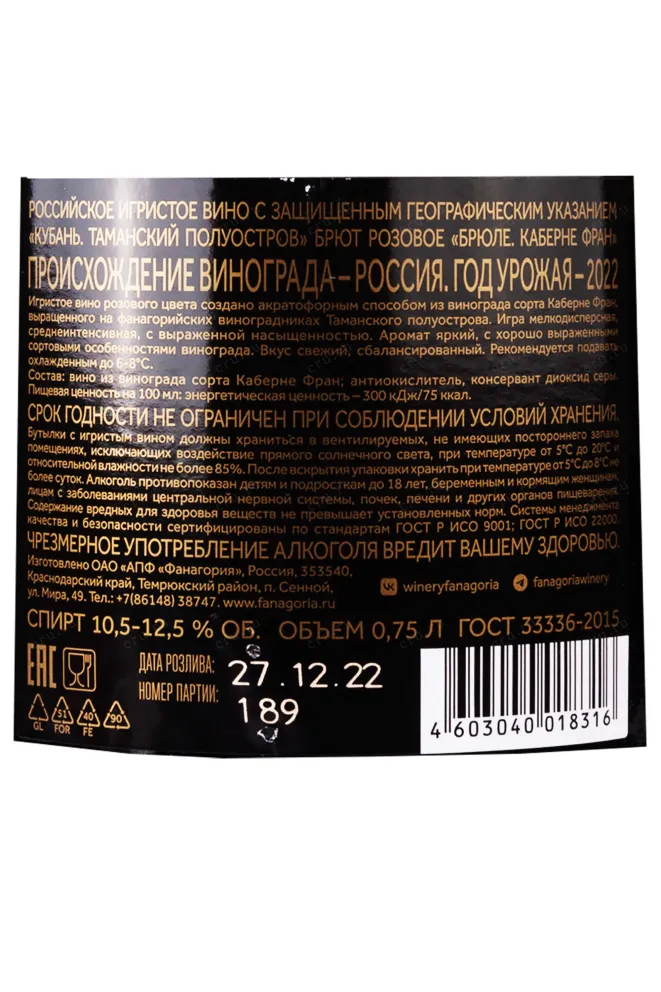 РОССИЙСКОЕ ИГРИСТОЕ ВИНО С ЗАЩИЩЕННЫМ ГЕОГРАФИЧЕСКИМ УКАЗАНИЕМ
«КУБАНЬ. ТАМАНСКИЙ ПОЛУОСТРОВ» БРЮТ РОЗОВОЕ «БРЮЛЕ. КАБЕРНЕ ФРАН»
ПРОИСХОЖДЕНИЕ ВИНОГРАДА – РОССИЯ. ГОД УРОЖАЯ – 2022
Игристое вино розового цвета создано акратофорным способом из винограда сорта Каберне Фран,
выращенного на фанагорийских виноградниках Таманского полуострова. Игра мелкодисперсная,
среднеинтенсивная, с выраженной насыщенностью. Аромат яркий, с хорошо выраженными
сортовыми особенностями винограда. Вкус свежий, сбалансированный. Рекомендуется подавать
охлажденным до 6-8°С.
Состав: вино из винограда сорта Каберне Фран; антиокислитель, консервант диоксид серы.
Пищевая ценность на 100 мл: энергетическая ценность – 300 кДж/75 ккал.
СРОК ГОДНОСТИ НЕ ОГРАНИЧЕН ПРИ СОБЛЮДЕНИИ УСЛОВИЙ ХРАНЕНИЯ.
Бутылки с игристым вином должны храниться в вентилируемых, не имеющих постороннего запаха
помещениях, исключающих воздействие прямого солнечного света, при температуре от 5°С до 20°С и
относительной влажности не более 85%. После вскрытия упаковки хранить при температуре от 5°С до 8°С не
более суток. Алкоголь противопоказан детям и подросткам до 18 лет, беременным и кормящим женщинам,
лицам с заболеваниями центральной нервной системы, почек, печени и других органов пищеварения.
Содержание вредных для здоровья веществ не превышает установленных норм. Системы менеджмента
качества и безопасности сертифицированы по стандартам ГОСТ Р ИСО 9001; ГОСТ Р ИСО 22000.
ЧРЕЗМЕРНОЕ УПОТРЕБЛЕНИЕ АЛКОГОЛЯ ВРЕДИТ ВАШЕМУ ЗДОРОВЬЮ.
Изготовлено ОАО «АПФ «Фанагория», Россия, 353540,
Краснодарский край, Темрюкский район, п. Сенной,
ул. Мира, 49. Тел.: +7(86148) 38747. www.fanagoria.ru
wineryfanagoria
fanagoriawinery
СПИРТ 10,5-12,5 % ОБ. ОБЪЕМ 0,75 Л ГОСТ 33336-2015
EAC
ДАТА РОЗЛИВА: 27.12.22
НОМЕР ПАРТИИ: 189
GL
51 FOR
40 FE
90
4 603040 018316